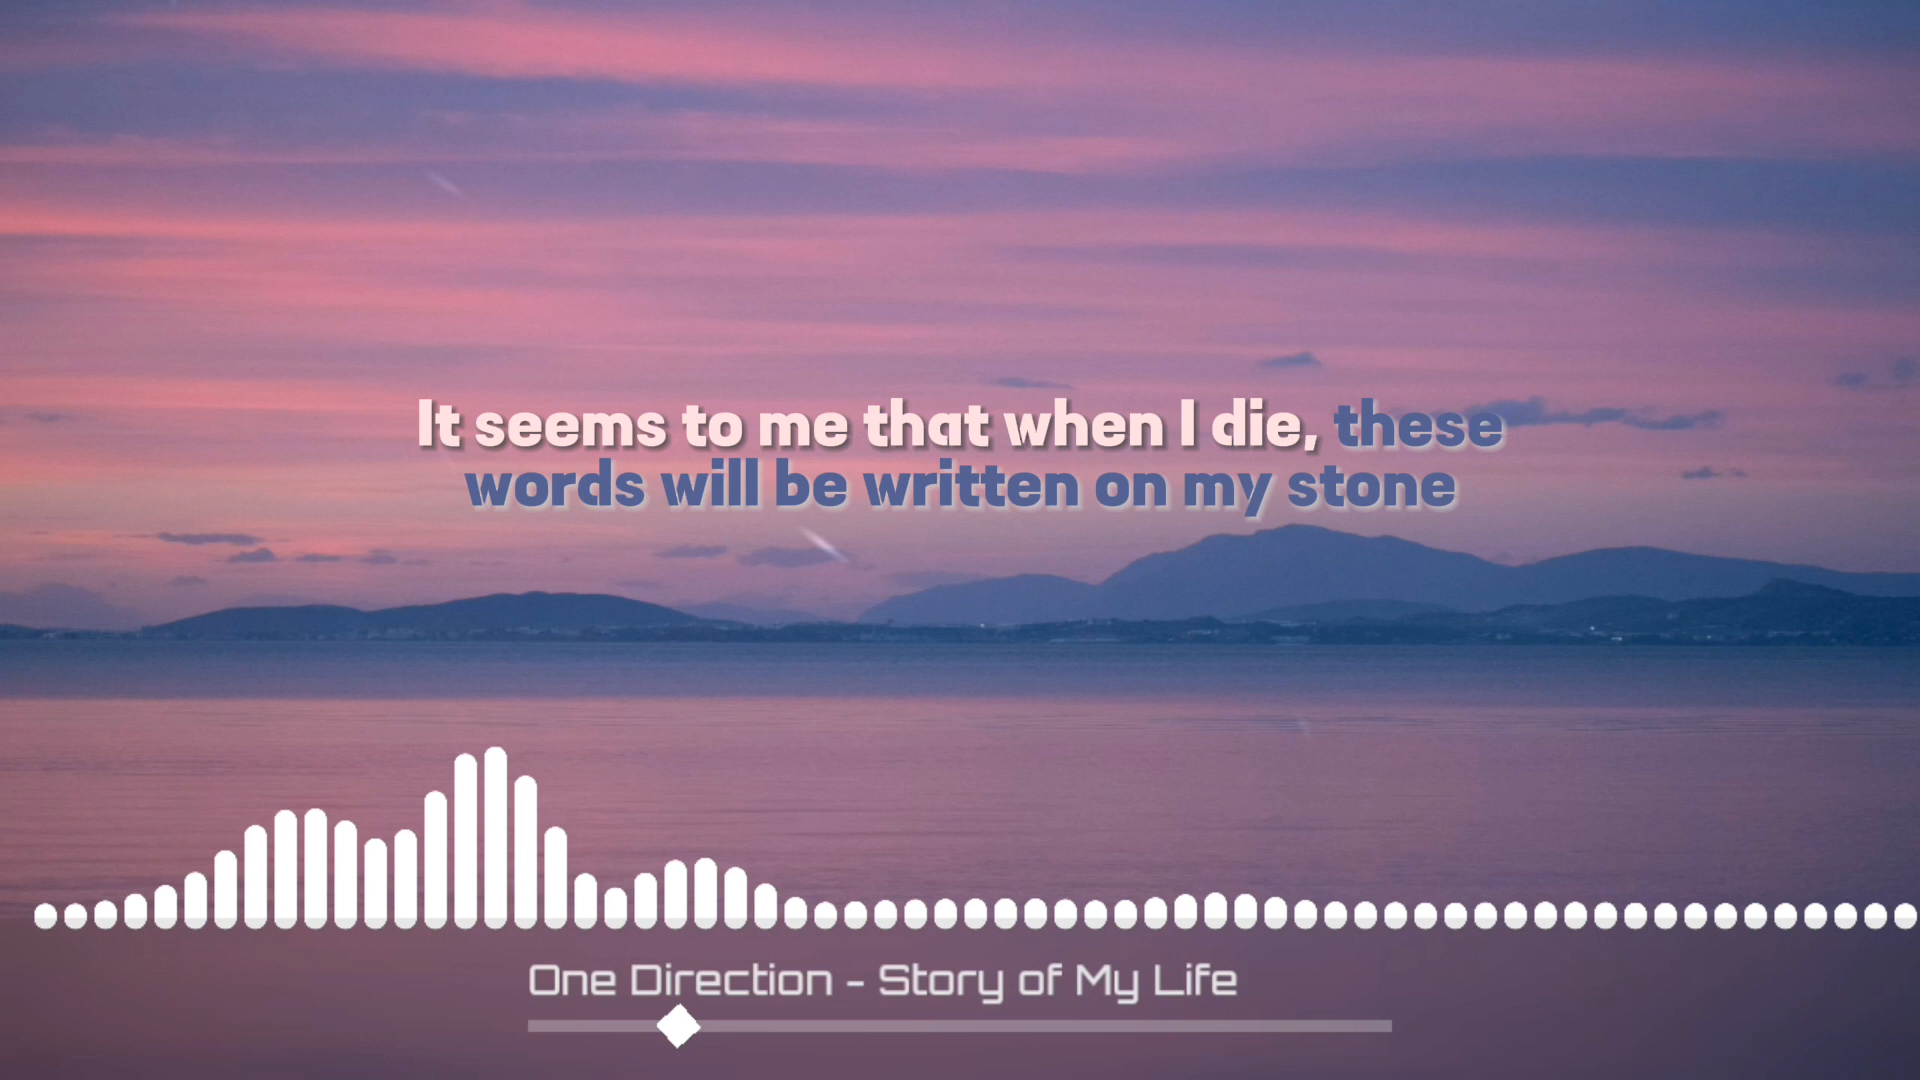 It seems to me that when I die, these
words will be written on my stone
One Direction - Story of My Life